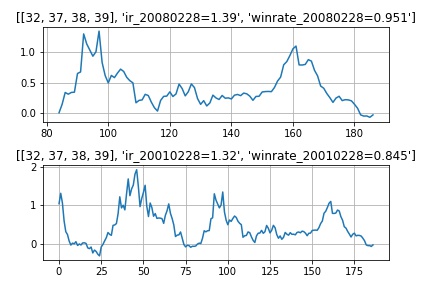 [[32, 37, 38, 39], 'ir_20080228=1.39', 'winrate_20080228=0.951']
1.0
0.5
0.0
80 100 120 140 160 180
[[32, 37, 38, 39], 'ir_20010228=1.32', 'winrate_20010228=0.845']
2
1
0
0 25 50 75 100 125 150 175